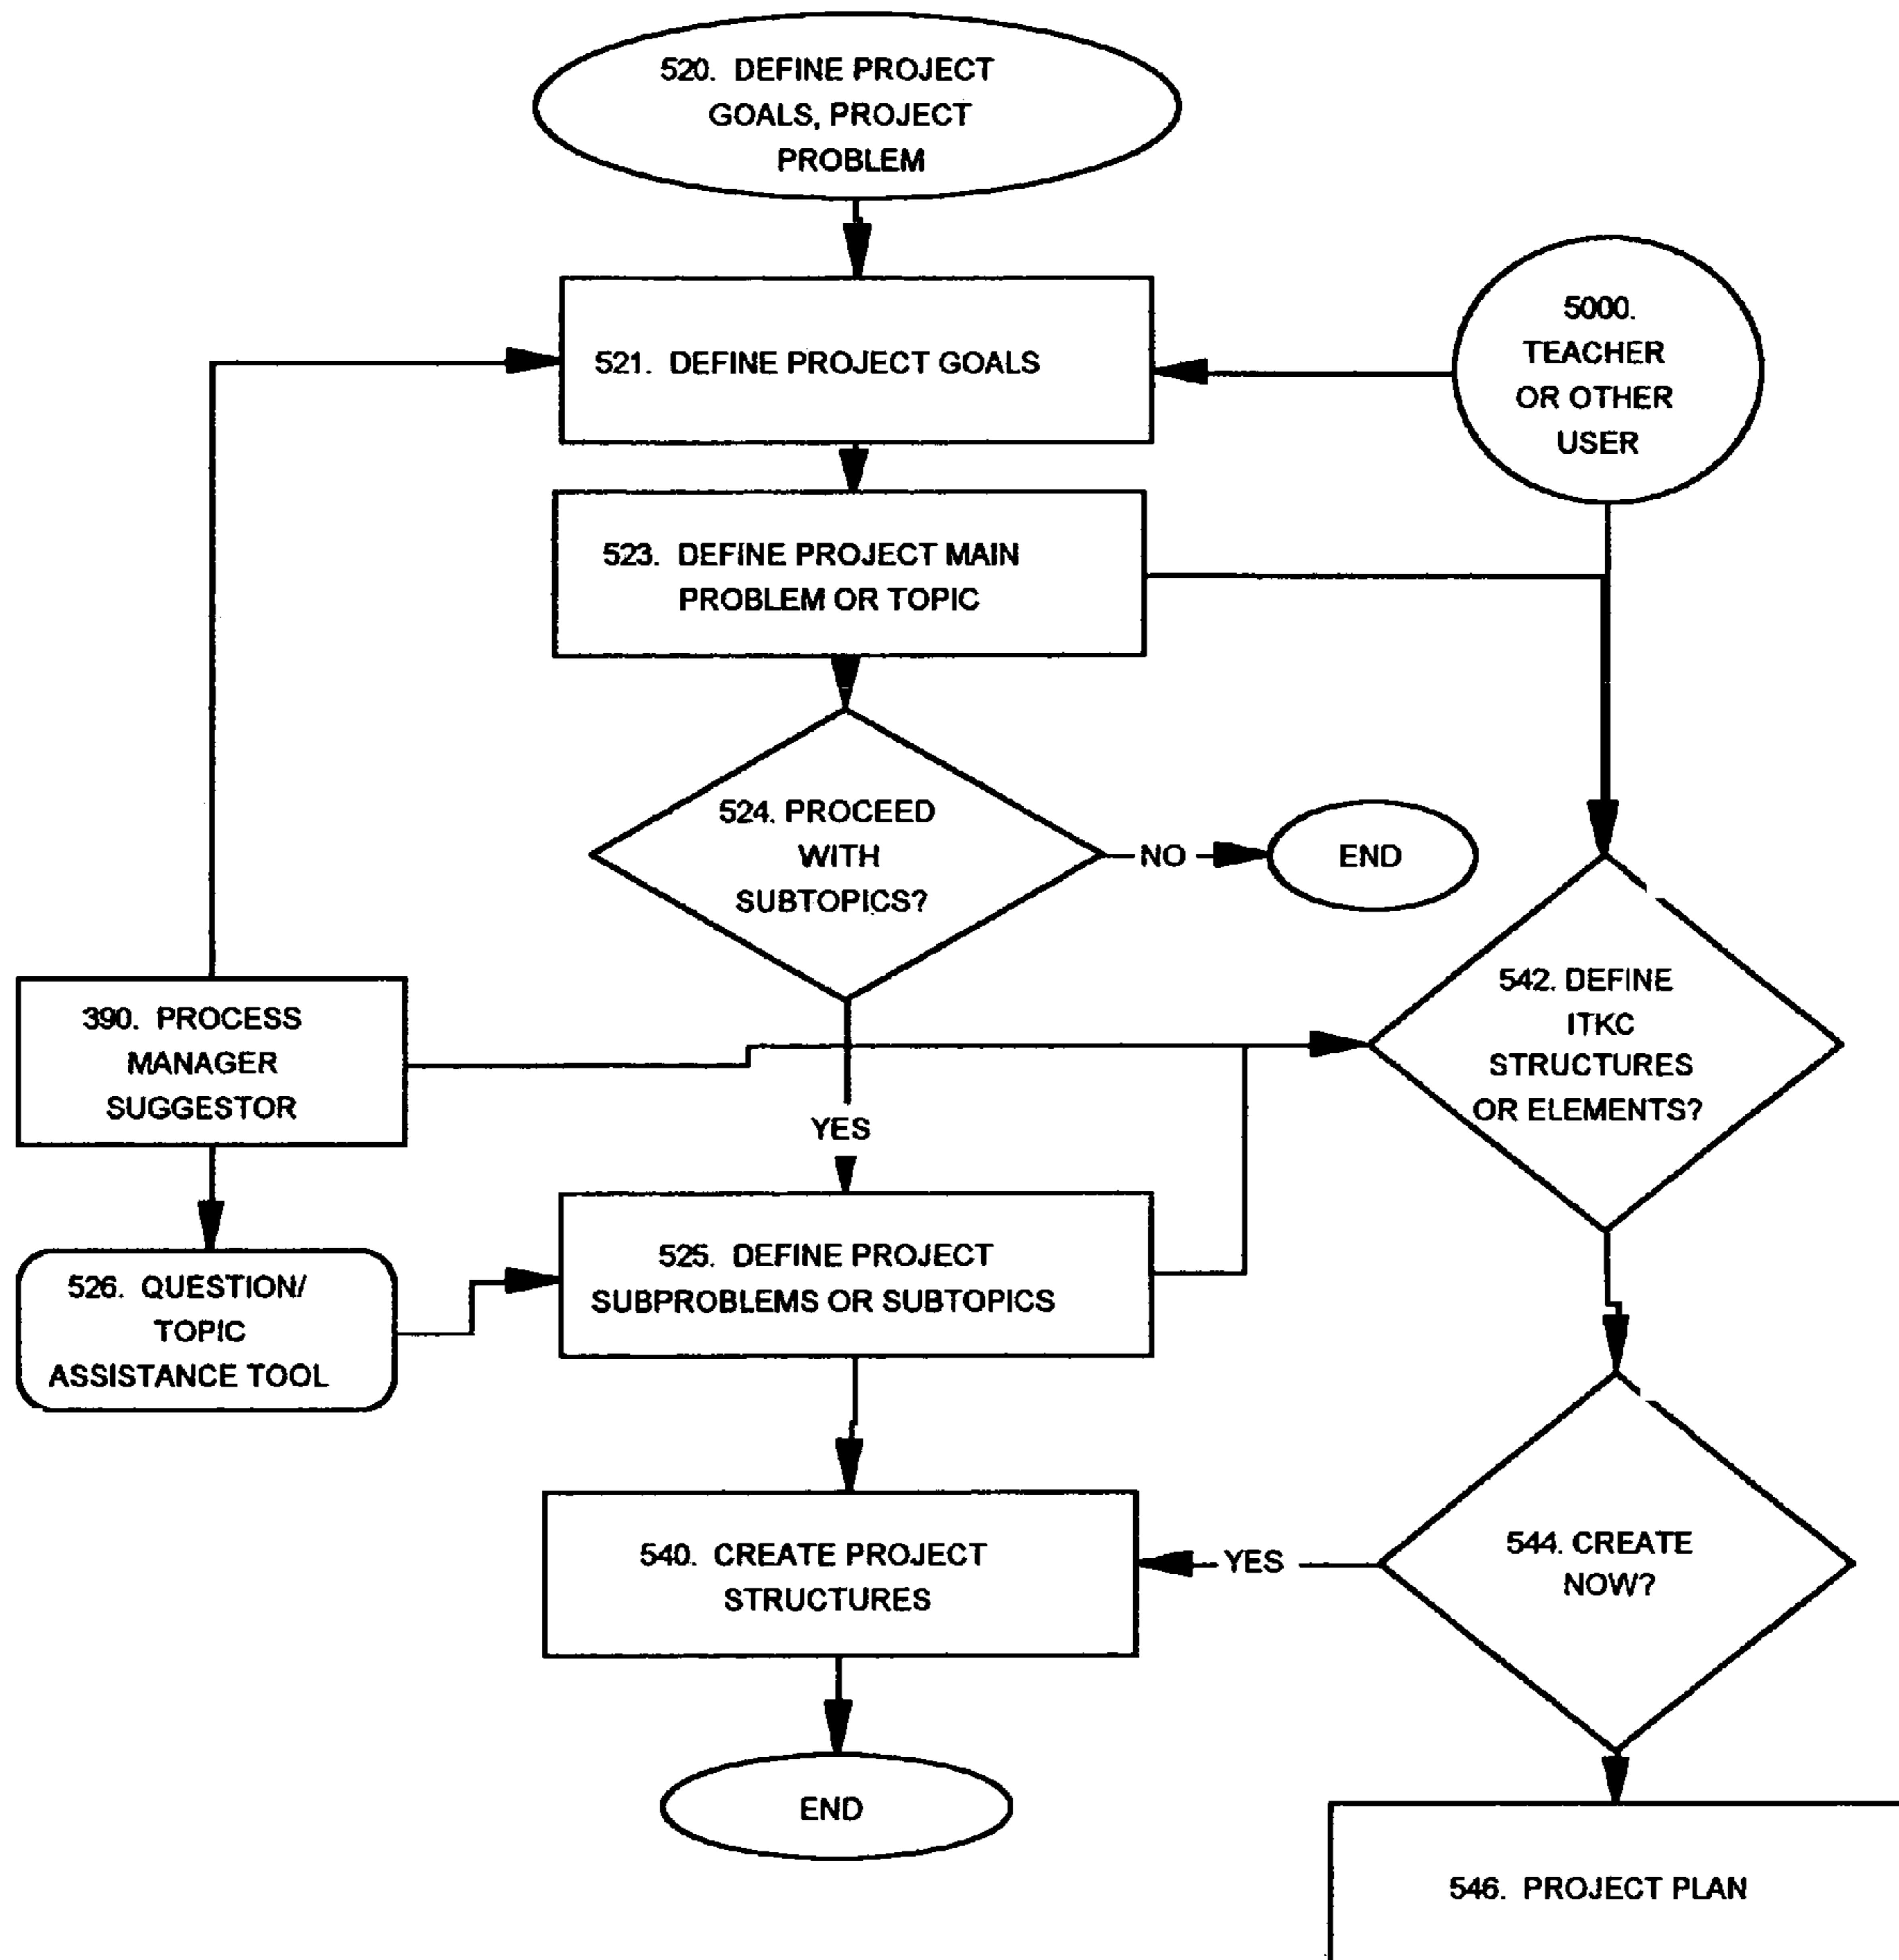 520. DEFINE PROJECT
GOALS, PROJECT
PROBLEM
521. DEFINE PROJECT GOALS
5000.
TEACHER
OR OTHER
USER
523. DEFINE PROJECT MAIN
PROBLEM OR TOPIC
524. PROCEED
WITH
SUBTOPICS?
NO
END
542. DEFINE
ITKC
STRUCTURES
OR ELEMENTS?
390. PROCESS
MANAGER
SUGGESTOR
YES
525. DEFINE PROJECT
SUBPROBLEMS OR SUBTOPICS
526. QUESTION/
TOPIC
ASSISTANCE TOOL
540. CREATE PROJECT
STRUCTURES
YES
544. CREATE
NOW?
END
546. PROJECT PLAN